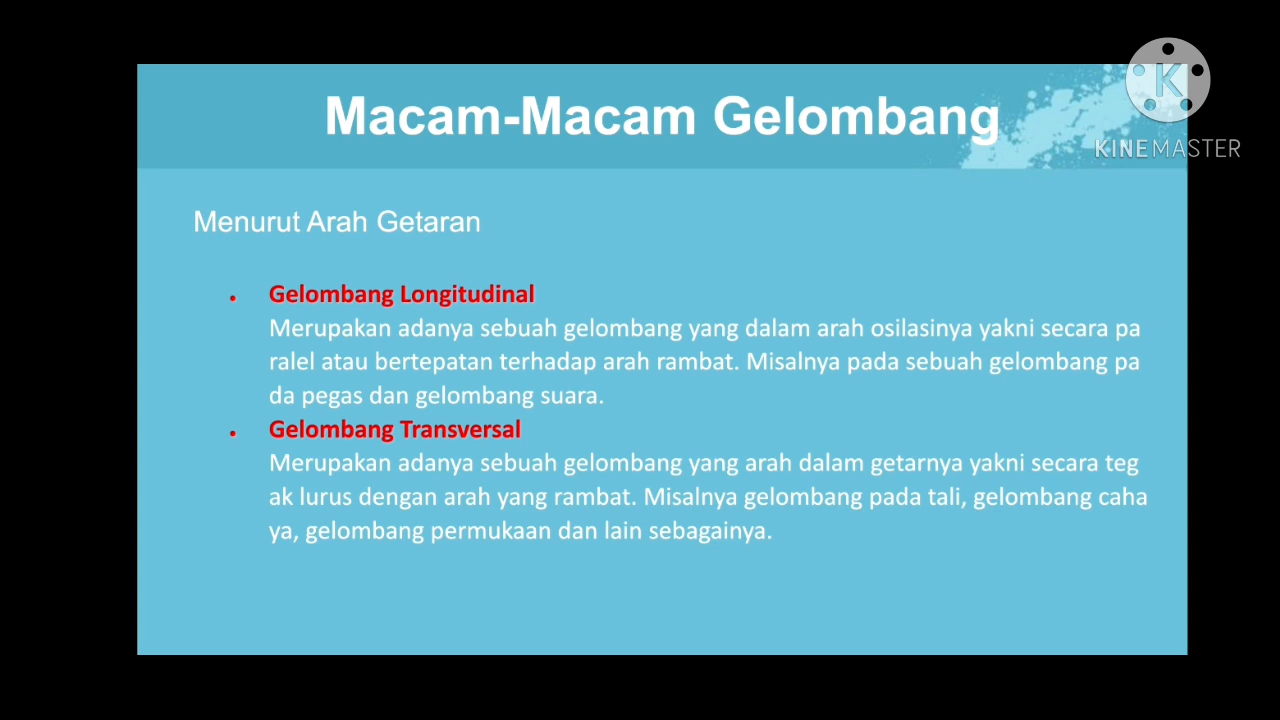 Macam-Macam Gelombang
K
KINEMASTER
Menurut Arah Getaran
• Gelombang Longitudinal
Merupakan adanya sebuah gelombang yang dalam arah osilasinya yakni secara pa
ralel atau bertepatan terhadap arah rambat. Misalnya pada sebuah gelombang pa
da pegas dan gelombang suara.
• Gelombang Transversal
Merupakan adanya sebuah gelombang yang arah dalam getarnya yakni secara teg
ak lurus dengan arah yang rambat. Misalnya gelombang pada tali, gelombang caha
ya, gelombang permukaan dan lain sebagainya.